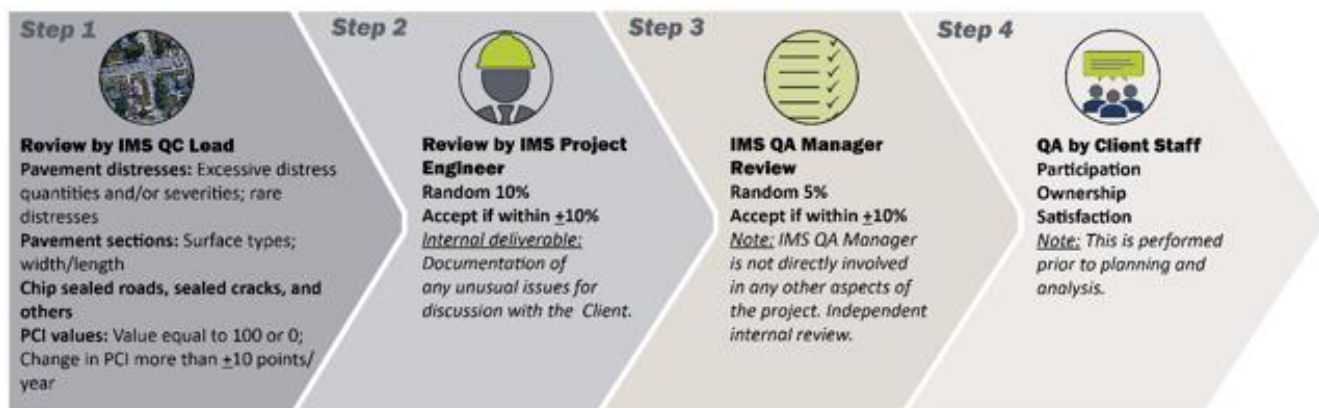 Step 1
Review by IMS QC Lead
Pavement distresses: Excessive distress
quantities and/or severities; rare
distresses
Pavement sections: Surface types;
width/length
Chip sealed roads, sealed cracks, and
others
PCI values: Value equal to 100 or 0;
Change in PCI more than ±10 points/
year
Step 2
Review by IMS Project
Engineer
Random 10%
Accept if within ±10%
Internal deliverable:
Documentation of
any unusual issues for
discussion with the Client.
Step 3
IMS QA Manager
Review
Random 5%
Accept if within ±10%
Note: IMS QA Manager
is not directly involved
in any other aspects of
the project. Independent
internal review.
Step 4
QA by Client Staff
Participation
Ownership
Satisfaction
Note: This is performed
prior to planning and
analysis.